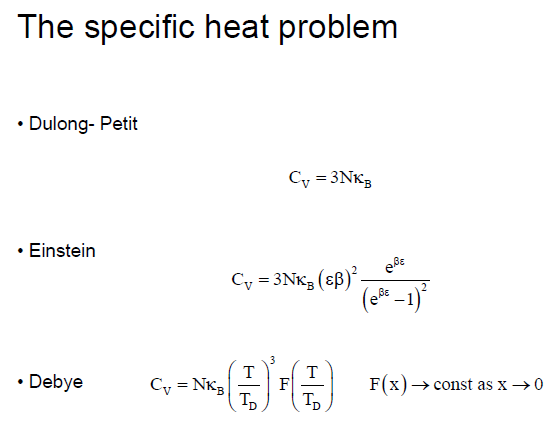 The specific heat problem
• Dulong- Petit
C_V = 3Nκ_B
• Einstein
C_V = 3Nκ_B (εβ)^2 e^{βε} / (e^{βε} − 1)^2
• Debye C_V = Nκ_B (T/T_D)^3 F(T/T_D) F(x) → const as x → 0